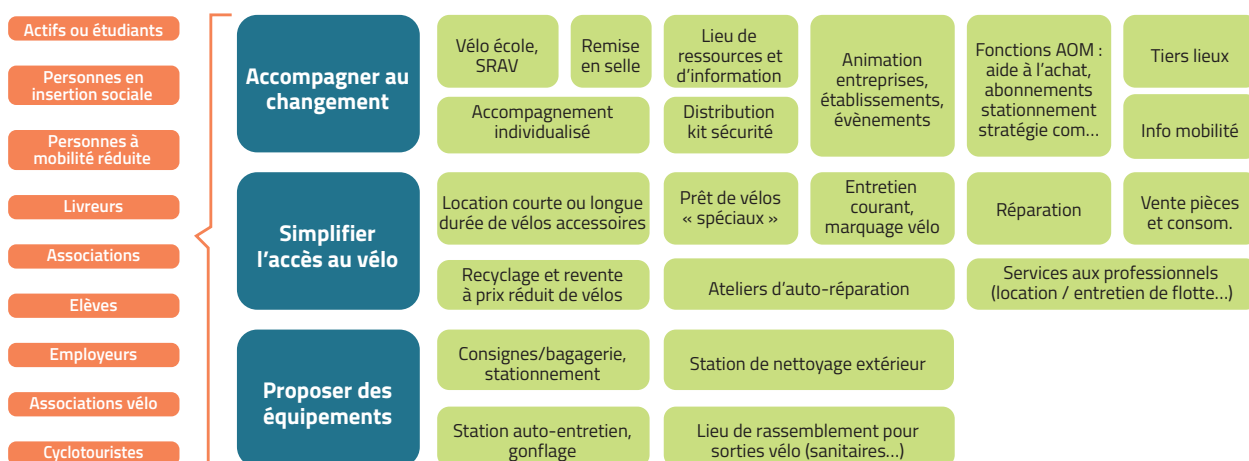 Actifs ou étudiants
Personnes en
insertion sociale
Personnes à
mobilité réduite
Livreurs
Associations
Elèves
Employeurs
Associations vélo
Cyclotouristes
Accompagner au
changement
Vélo école,
SRAV
Remise
en selle
Lieu de
ressources et
d'information
Animation
entreprises,
établissements,
évènements
Fonctions AOM :
aide à l'achat,
abonnements
stationnement
stratégie com...
Tiers lieux
Accompagnement
individualisé
Distribution
kit sécurité
Info mobilité
Simplifier
l'accès au vélo
Location courte ou longue
durée de vélos accessoires
Prêt de vélos
« spéciaux »
Entretien
courant,
marquage vélo
Réparation
Vente pièces
et consom.
Recyclage et revente
à prix réduit de vélos
Ateliers d'auto-réparation
Services aux professionnels
(location / entretien de flotte...)
Proposer des
équipements
Consignes/bagagerie,
stationnement
Station de nettoyage extérieur
Station auto-entretien,
gonflage
Lieu de rassemblement pour
sorties vélo (sanitaires...)